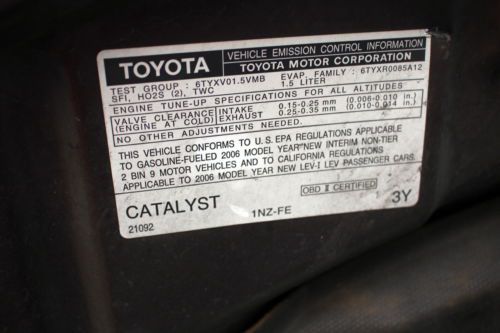 TOYOTA
VEHICLE EMISSION CONTROL INFORMATION
TOYOTA MOTOR CORPORATION
TEST GROUP : 6TYXV01.5VMB EVAP. FAMILY : 6TYXR0085A12
SFI, HO2S (2), TWC 1.5 LITER
ENGINE TUNE-UP SPECIFICATIONS FOR ALL ALTITUDES
VALVE CLEARANCE INTAKE 0.15-0.25 mm (0.006-0.010 in.)
(ENGINE AT COLD) EXHAUST 0.25-0.35 mm (0.010-0.014 in.)
NO OTHER ADJUSTMENTS NEEDED.
THIS VEHICLE CONFORMS TO U.S.EPA REGULATIONS APPLICABLE
TO GASOLINE-FUELED 2006 MODEL YEAR NEW INTERIM NON-TIER
2 BIN 9 MOTOR VEHICLES AND TO CALIFORNIA REGULATIONS
APPLICABLE TO 2006 MODEL YEAR NEW LEV-I LEV PASSENGER CARS.
OBD II CERTIFIED
CATALYST
1NZ-FE
3Y
21092